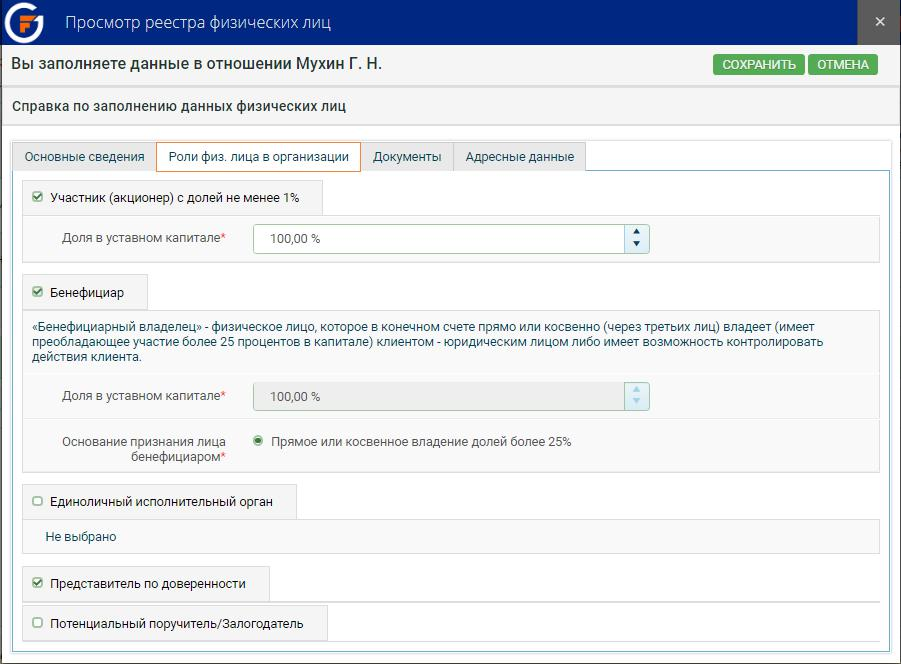 Просмотр реестра физических лиц
Вы заполняете данные в отношении Мухин Г. Н.
СОХРАНИТЬ ОТМЕНА
Справка по заполнению данных физических лиц
Основные сведения Роли физ. лица в организации Документы Адресные данные
Участник (акционер) с долей не менее 1%
Доля в уставном капитале* 100,00 %
Бенефициар
«Бенефициарный владелец» - физическое лицо, которое в конечном счете прямо или косвенно (через третьих лиц) владеет (имеет
преобладающее участие более 25 процентов в капитале) клиентом - юридическим лицом либо имеет возможность контролировать
действия клиента.
Доля в уставном капитале* 100,00 %
Основание признания лица
бенефициаром*
Прямое или косвенное владение долей более 25%
Единоличный исполнительный орган
Не выбрано
Представитель по доверенности
Потенциальный поручитель/Залогодатель